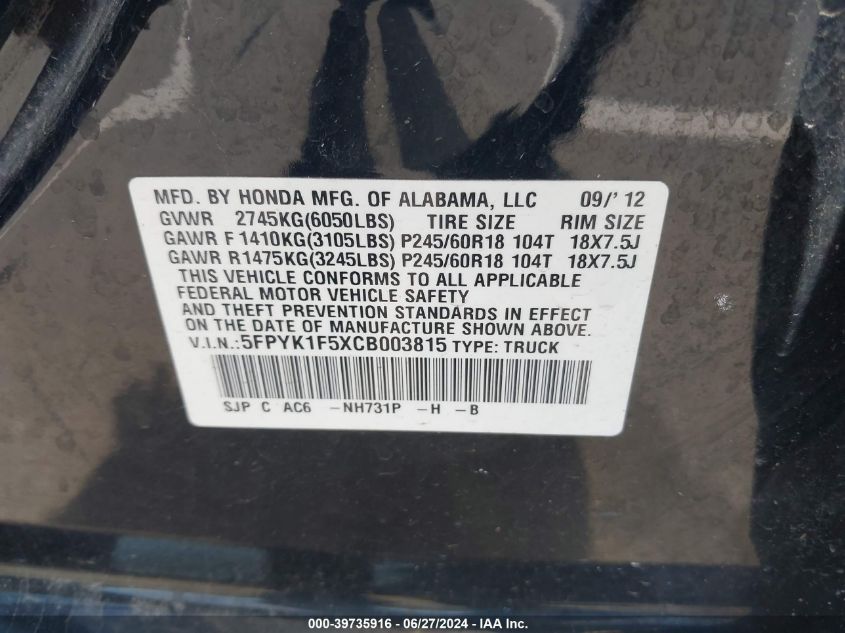 MFD. BY HONDA MFG. OF ALABAMA, LLC 09/' 12
GVWR 2745KG(6050LBS) TIRE SIZE RIM SIZE
GAWR F 1410KG(3105LBS) P245/60R18 104T 18X7.5J
GAWR R1475KG(3245LBS) P245/60R18 104T 18X7.5J
THIS VEHICLE CONFORMS TO ALL APPLICABLE
FEDERAL MOTOR VEHICLE SAFETY
AND THEFT PREVENTION STANDARDS IN EFFECT
ON THE DATE OF MANUFACTURE SHOWN ABOVE.
V.I.N.:5FPYK1F5XCB003815 TYPE: TRUCK
SJP C AC6 -NH731P -H -B
000-39735916 - 06/27/2024 - IAA Inc.